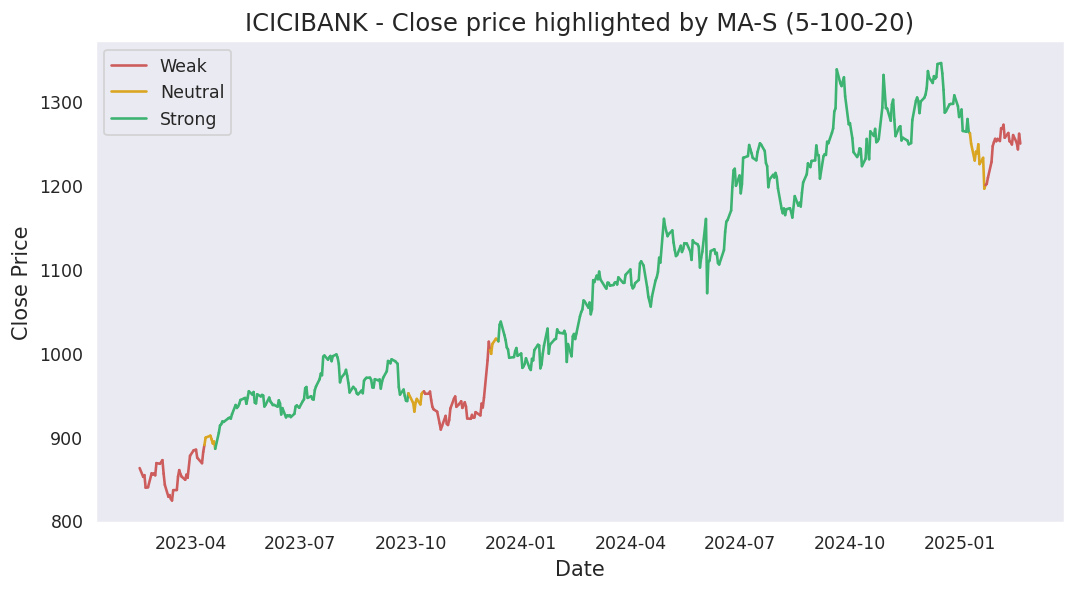 ICICIBANK - Close price highlighted by MA-S (5-100-20)
Weak
Neutral
Strong
Close Price
1300
1200
1100
1000
900
800
2023-04 2023-07 2023-10 2024-01 2024-04 2024-07 2024-10 2025-01
Date